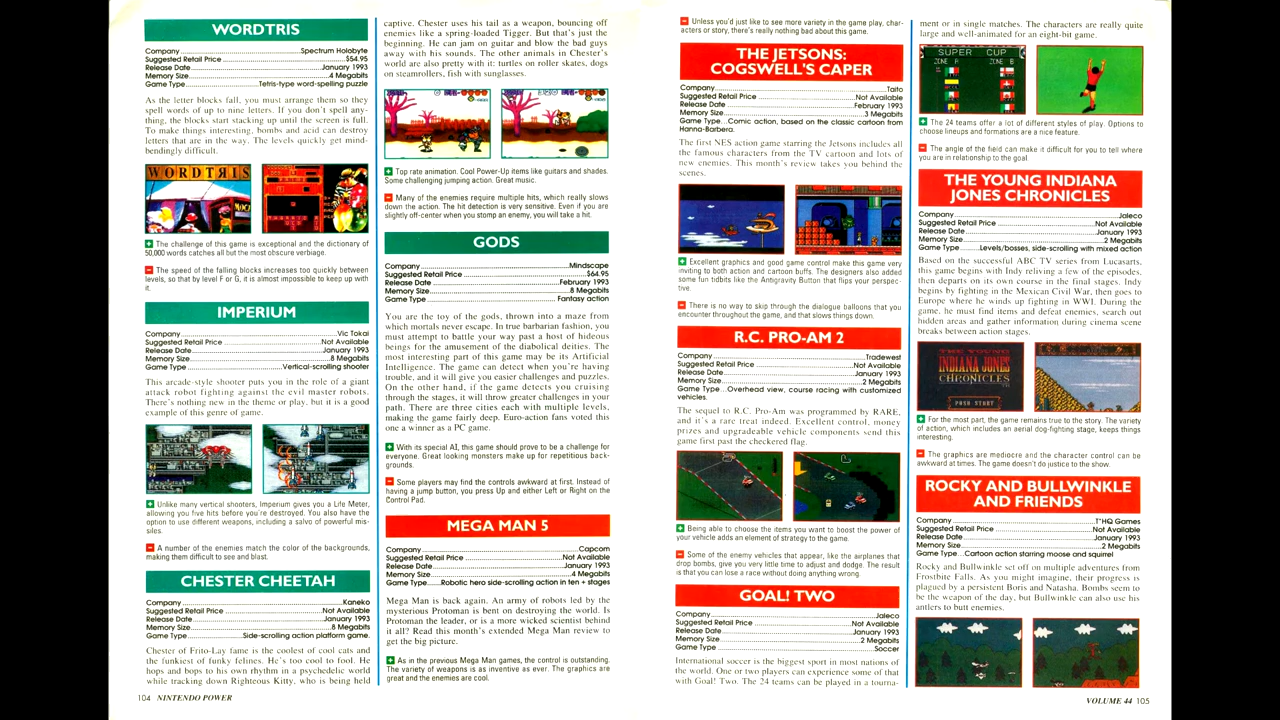 WORDTRIS
Company Spectrum Holobyte
Suggested Retail Price $54.95
Release Date January 1993
Memory Size 4 Megabits
Game Type Tetris-type word-spelling puzzle
As the letter blocks fall, you must arrange them so they
spell words of up to nine letters. If you don't spell any-
thing, the blocks start stacking up until the screen is full.
To make things interesting, bombs and acid can destroy
letters that are in the way. The levels quickly get mind-
bendingly difficult.
WORDTRIS
The challenge of this game is exceptional and the dictionary of
50,000 words catches all but the most obscure verbiage.
The speed of the falling blocks increases too quickly between
levels, so that by level F or G, it is almost impossible to keep up with
it.
IMPERIUM
Company Vic Tokai
Suggested Retail Price Not Available
Release Date January 1993
Memory Size 8 Megabits
Game Type Vertical-scrolling shooter
This arcade-style shooter puts you in the role of a giant
attack robot fighting against the evil master robots.
There's nothing new in the theme or play, but it is a good
example of this genre of game.
Unlike many vertical shooters, Imperium gives you a Life Meter,
allowing you five hits before you're destroyed. You also have the
option to use different weapons, including a salvo of powerful mis-
siles.
A number of the enemies match the color of the backgrounds,
making them difficult to see and blast.
CHESTER CHEETAH
Company Kaneko
Suggested Retail Price Not Available
Release Date January 1993
Memory Size 8 Megabits
Game Type Side-scrolling action platform game.
Chester of Frito-Lay fame is the coolest of cool cats and
the funkiest of funky felines. He's too cool to fool. He
hops and bops to his own rhythm in a psychedelic world
while tracking down Righteous Kitty, who is being held
captive. Chester uses his tail as a weapon, bouncing off
enemies like a spring-loaded Tigger. But that's just the
beginning. He can jam on guitar and blow the bad guys
away with his sounds. The other animals in Chester's
world are also pretty with it: turtles on roller skates, dogs
on steamrollers, fish with sunglasses.
Top rate animation. Cool Power-Up items like guitars and shades.
Some challenging jumping action. Great music.
Many of the enemies require multiple hits, which really slows
down the action. The hit detection is very sensitive. Even if you are
slightly off-center when you stomp an enemy, you will take a hit.
GODS
Company Mindscape
Suggested Retail Price $64.95
Release Date February 1993
Memory Size 8 Megabits
Game Type Fantasy action
You are the toy of the gods, thrown into a maze from
which mortals never escape. In true barbarian fashion, you
must attempt to battle your way past a host of hideous
beings for the amusement of the diabolical deities. The
most interesting part of this game may be its Artificial
Intelligence. The game can detect when you're having
trouble, and it will give you easier challenges and puzzles.
On the other hand, if the game detects you cruising
through the stages, it will throw greater challenges in your
path. There are three cities each with multiple levels,
making the game fairly deep. Euro-action fans voted this
one a winner as a PC game.
With its special AI, this game should prove to be a challenge for
everyone. Great looking monsters make up for repetitious back-
grounds.
Some players may find the controls awkward at first. Instead of
having a jump button, you press Up and either Left or Right on the
Control Pad.
MEGA MAN 5
Company Capcom
Suggested Retail Price Not Available
Release Date January 1993
Memory Size 4 Megabits
Game Type Robotic hero side-scrolling action in ten + stages
Mega Man is back again. An army of robots led by the
mysterious Protoman is bent on destroying the world. Is
Protoman the leader, or is a more wicked scientist behind
it all? Read this month's extended Mega Man review to
get the big picture.
As in the previous Mega Man games, the control is outstanding.
The variety of weapons is as inventive as ever. The graphics are
great and the enemies are cool.
104 NINTENDO POWER
Unless you'd just like to see more variety in the game play, char-
acters or story, there's really nothing bad about this game.
THE JETSONS:
COGSWELL'S CAPER
Company Taito
Suggested Retail Price Not Available
Release Date February 1993
Memory Size 3 Megabits
Game Type...Comic action, based on the classic cartoon from
Hanna-Barbera.
The first NES action game starring the Jetsons includes all
the famous characters from the TV cartoon and lots of
new enemies. This month's review takes you behind the
scenes.
Excellent graphics and good game control make this game very
inviting to both action and cartoon buffs. The designers also added
some fun tidbits like the Antigravity Button that flips your perspec-
tive.
There is no way to skip through the dialogue balloons that you
encounter throughout the game, and that slows things down.
R.C. PRO-AM 2
Company Tradewest
Suggested Retail Price Not Available
Release Date January 1993
Memory Size 2 Megabits
Game Type...Overhead view, course racing with customized
vehicles.
The sequel to R.C. Pro-Am was programmed by RARE,
and it's a rare treat indeed. Excellent control, money
prizes and upgradeable vehicle components send this
game first past the checkered flag.
Being able to choose the items you want to boost the power of
your vehicle adds an element of strategy to the game.
Some of the enemy vehicles that appear, like the airplanes that
drop bombs, give you very little time to adjust and dodge. The result
is that you can lose a race without doing anything wrong.
GOAL! TWO
Company Jaleco
Suggested Retail Price Not Available
Release Date January 1993
Memory Size 2 Megabits
Game Type Soccer
International soccer is the biggest sport in most nations of
the world. One or two players can experience some of that
with Goal! Two. The 24 teams can be played in a tourna-
ment or in single matches. The characters are really quite
large and well-animated for an eight-bit game.
SUPER CUP
ZONE A ZONE B
The 24 teams offer a lot of different styles of play. Options to
choose lineups and formations are a nice feature.
The angle of the field can make it difficult for you to tell where
you are in relationship to the goal.
THE YOUNG INDIANA
JONES CHRONICLES
Company Jaleco
Suggested Retail Price Not Available
Release Date January 1993
Memory Size 2 Megabits
Game Type Levels/bosses, side-scrolling with mixed action
Based on the successful ABC TV series from Lucasarts,
this game begins with Indy reliving a few of the episodes,
then departs on its own course in the final stages. Indy
begins by fighting in the Mexican Civil War, then goes to
Europe where he winds up fighting in WWI. During the
game, he must find items and defeat enemies, search out
hidden areas and gather information during cinema scene
breaks between action stages.
THE YOUNG
INDIANA JONES
CHRONICLES
PUSH START
For the most part, the game remains true to the story. The variety
of action, which includes an aerial dog-fighting stage, keeps things
interesting.
The graphics are mediocre and the character control can be
awkward at times. The game doesn't do justice to the show.
ROCKY AND BULLWINKLE
AND FRIENDS
Company T*HQ Games
Suggested Retail Price Not Available
Release Date January 1993
Memory Size 2 Megabits
Game Type...Cartoon action starring moose and squirrel
Rocky and Bullwinkle set off on multiple adventures from
Frostbite Falls. As you might imagine, their progress is
plagued by a persistent Boris and Natasha. Bombs seem to
be the weapon of the day, but Bullwinkle can also use his
antlers to butt enemies.
VOLUME 44 105